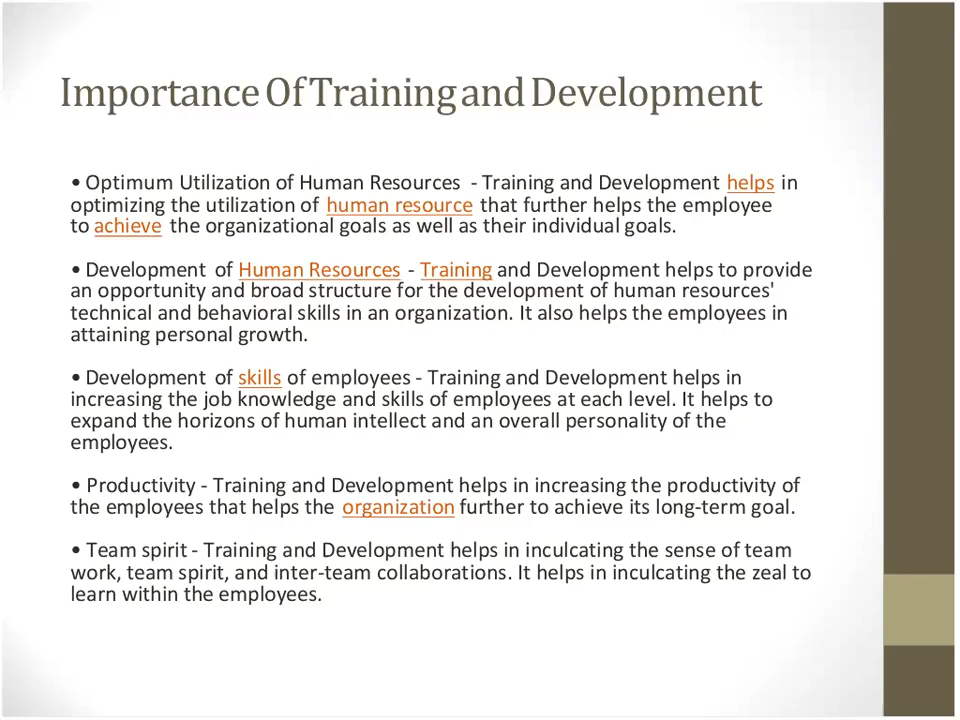 Importance Of Training and Development
• Optimum Utilization of Human Resources - Training and Development helps in
optimizing the utilization of human resource that further helps the employee
to achieve the organizational goals as well as their individual goals.
• Development of Human Resources - Training and Development helps to provide
an opportunity and broad structure for the development of human resources'
technical and behavioral skills in an organization. It also helps the employees in
attaining personal growth.
• Development of skills of employees - Training and Development helps in
increasing the job knowledge and skills of employees at each level. It helps to
expand the horizons of human intellect and an overall personality of the
employees.
• Productivity - Training and Development helps in increasing the productivity of
the employees that helps the organization further to achieve its long-term goal.
• Team spirit - Training and Development helps in inculcating the sense of team
work, team spirit, and inter-team collaborations. It helps in inculcating the zeal to
learn within the employees.